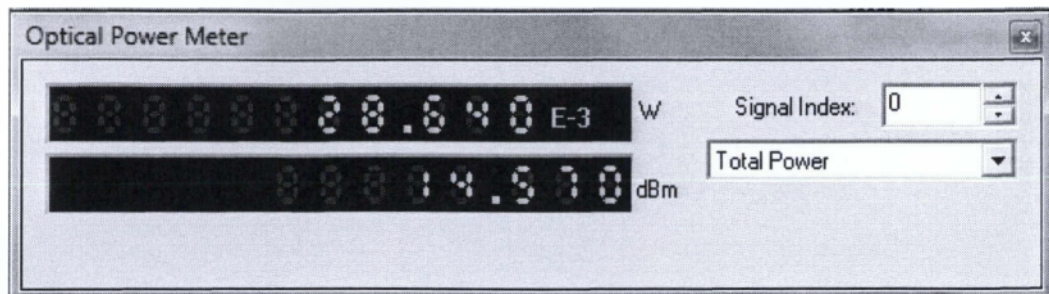 Optical Power Meter
28.640 E-3 W
Signal Index: 0
Total Power
14.570 dBm